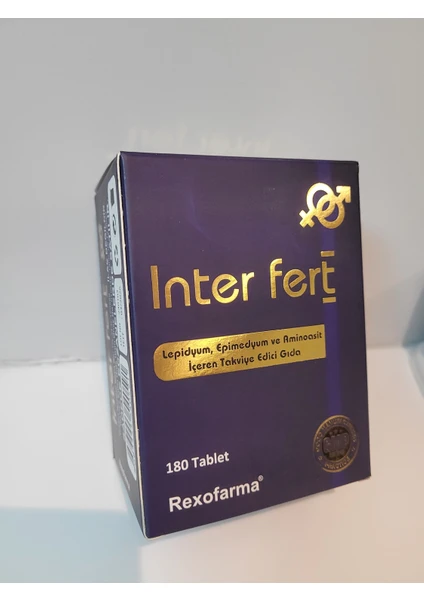 Inter fert
Lepidyum, Epimedyum ve Aminoasit
İçeren Takviye Edici Gıda
180 Tablet
Rexofarma®